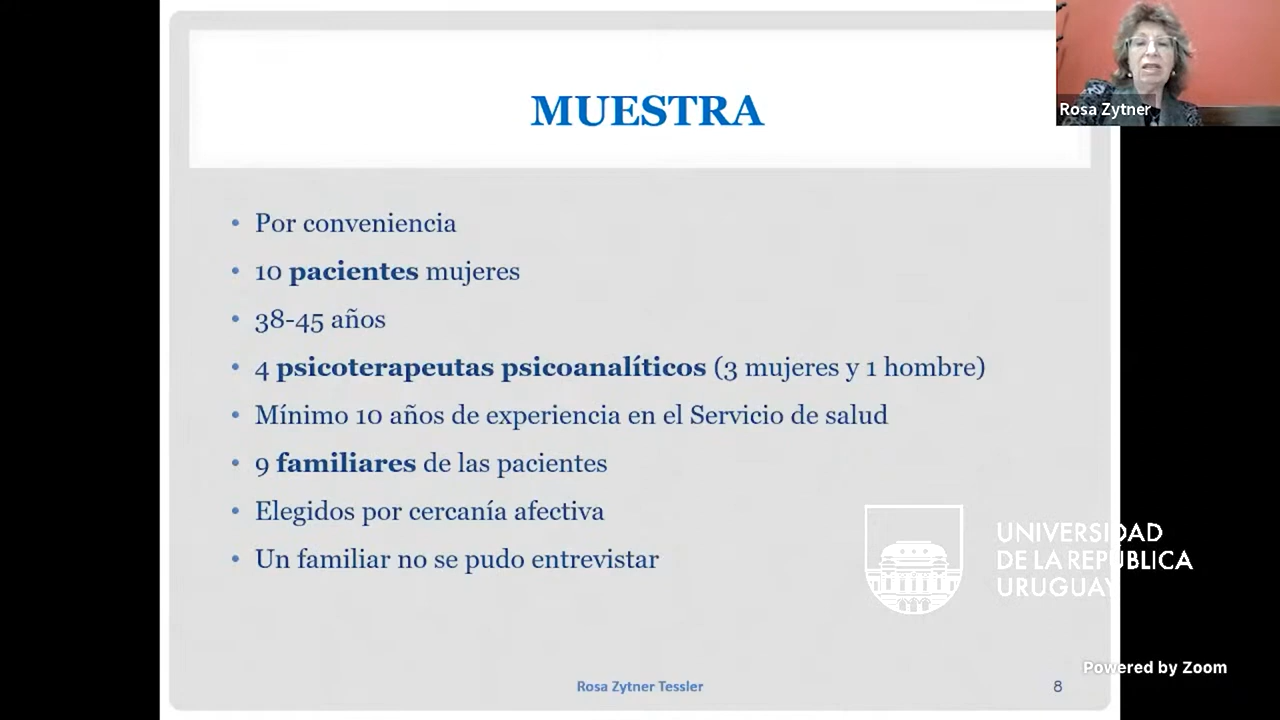 MUESTRA
Rosa Zytner
• Por conveniencia
• 10 pacientes mujeres
• 38-45 años
• 4 psicoterapeutas psicoanalíticos (3 mujeres y 1 hombre)
• Mínimo 10 años de experiencia en el Servicio de salud
• 9 familiares de las pacientes
• Elegidos por cercanía afectiva
• Un familiar no se pudo entrevistar
UNIVERSIDAD
DE LA REPÚBLICA
URUGUAY
Powered by Zoom
Rosa Zytner Tessler
8